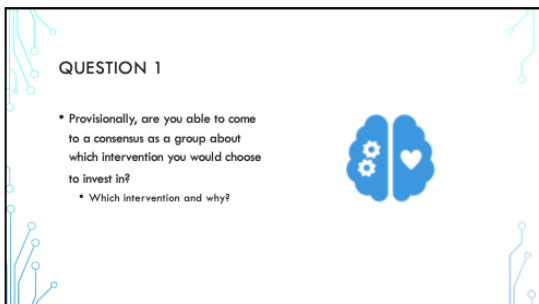 QUESTION 1
• Provisionally, are you able to come
to a consensus as a group about
which intervention you would choose
to invest in?
• Which intervention and why?